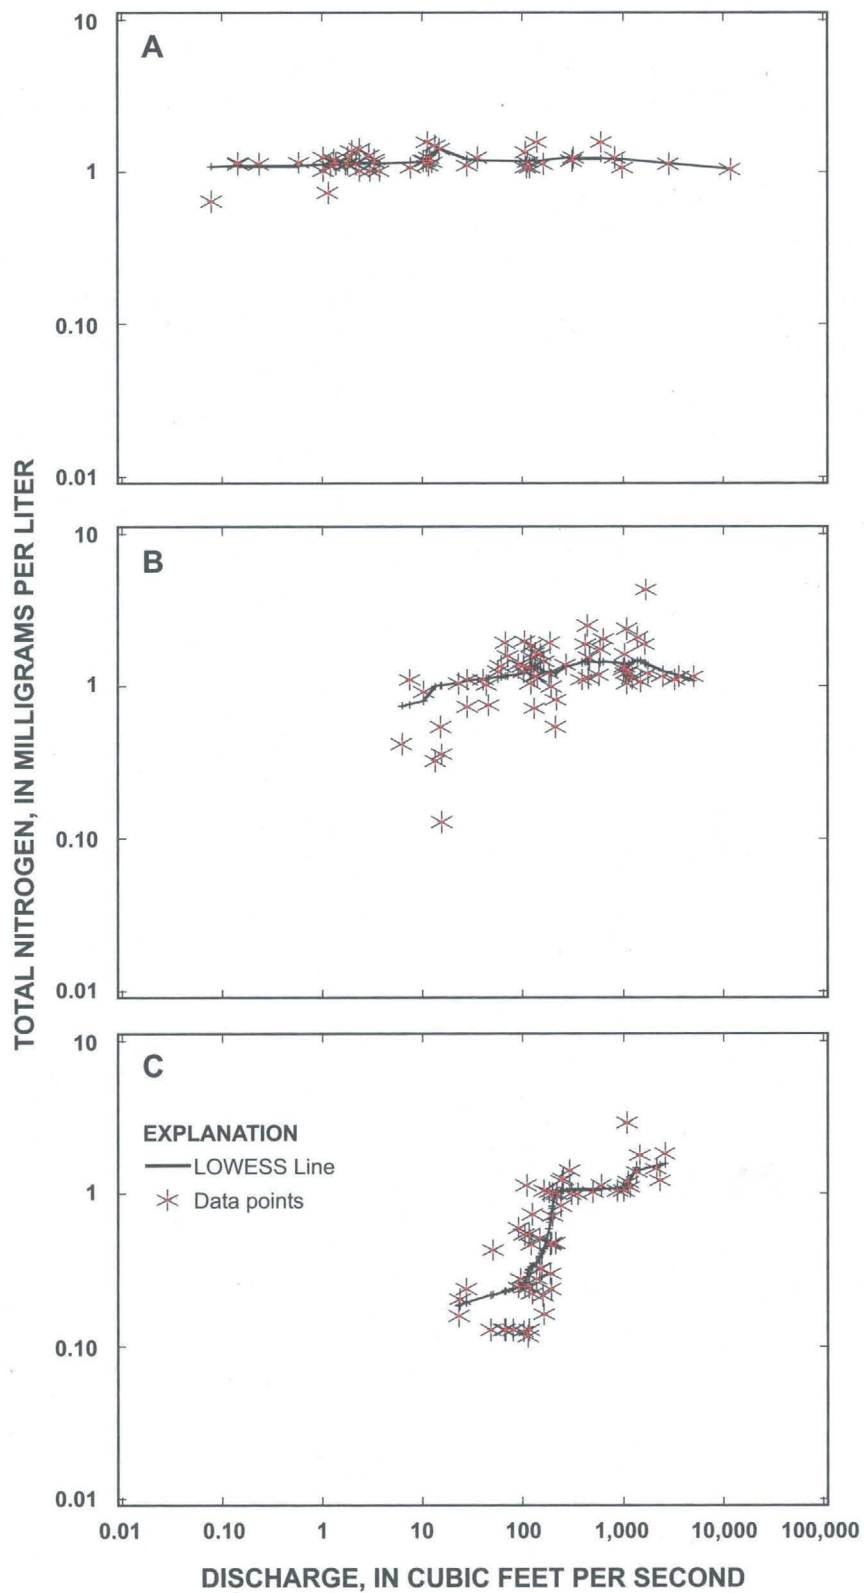 TOTAL NITROGEN, IN MILLIGRAMS PER LITER
A
10
1
0.10
0.01
B
10
1
0.10
0.01
C
10
1
0.10
0.01
EXPLANATION
LOWESS Line
Data points
0.01 0.10 1 10 100 1,000 10,000 100,000
DISCHARGE, IN CUBIC FEET PER SECOND